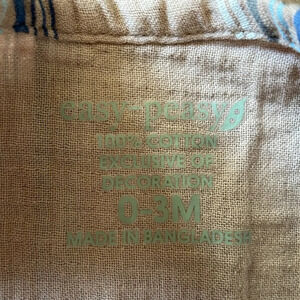 easy-peasy
100% COTTON
EXCLUSIVE OF
DECORATION
0-3M
MADE IN BANGLADESH